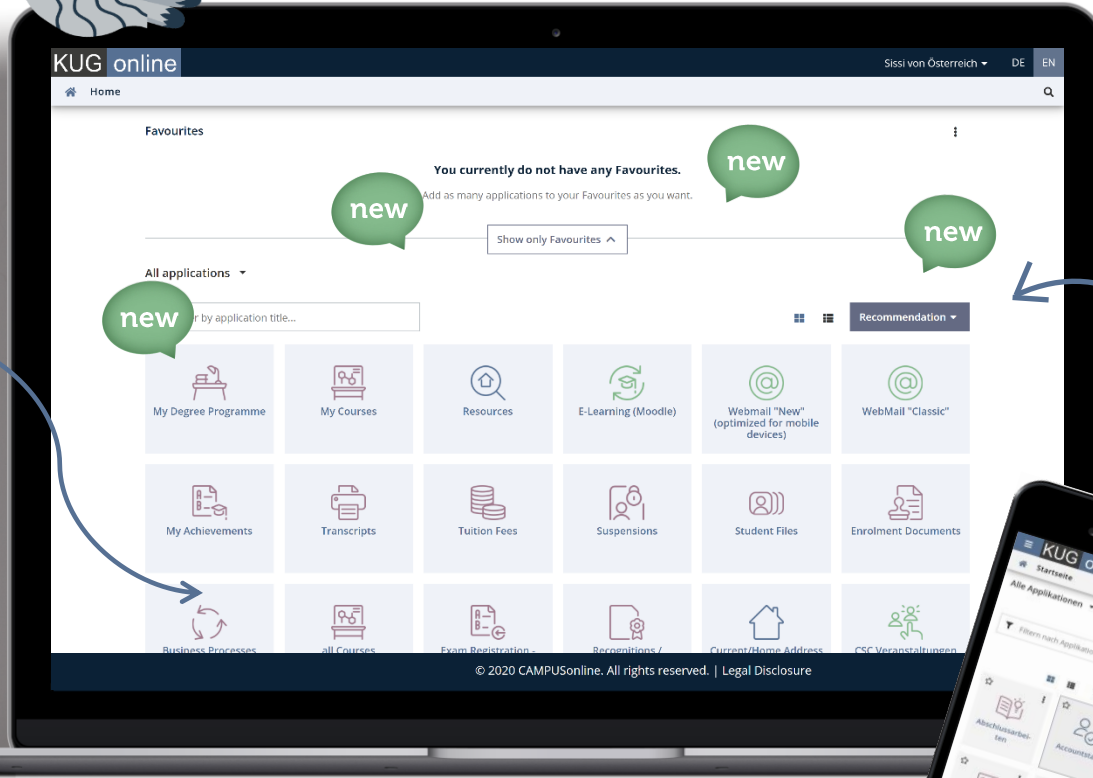 KUG online
Sissi von Österreich DE EN
Home
Favourites
You currently do not have any Favourites.
new
Add as many applications to your Favourites as you want.
new
new
Show only Favourites
All applications
new
by application title...
Recommendation
My Degree Programme
My Courses
Resources
E-Learning (Moodle)
Webmail "New"
(optimized for mobile
devices)
WebMail "Classic"
My Achievements
Transcripts
Tuition Fees
Suspensions
Student Files
Enrolment Documents
Business Processes
all Courses
Exam Registration -
Recognitions /
Current/Home Address
CSC Veranstaltungen
© 2020 CAMPUSonline. All rights reserved. | Legal Disclosure
KUG
Startseite
Alle Applikationen
Filtern nach
Abschlussarbei-
ten